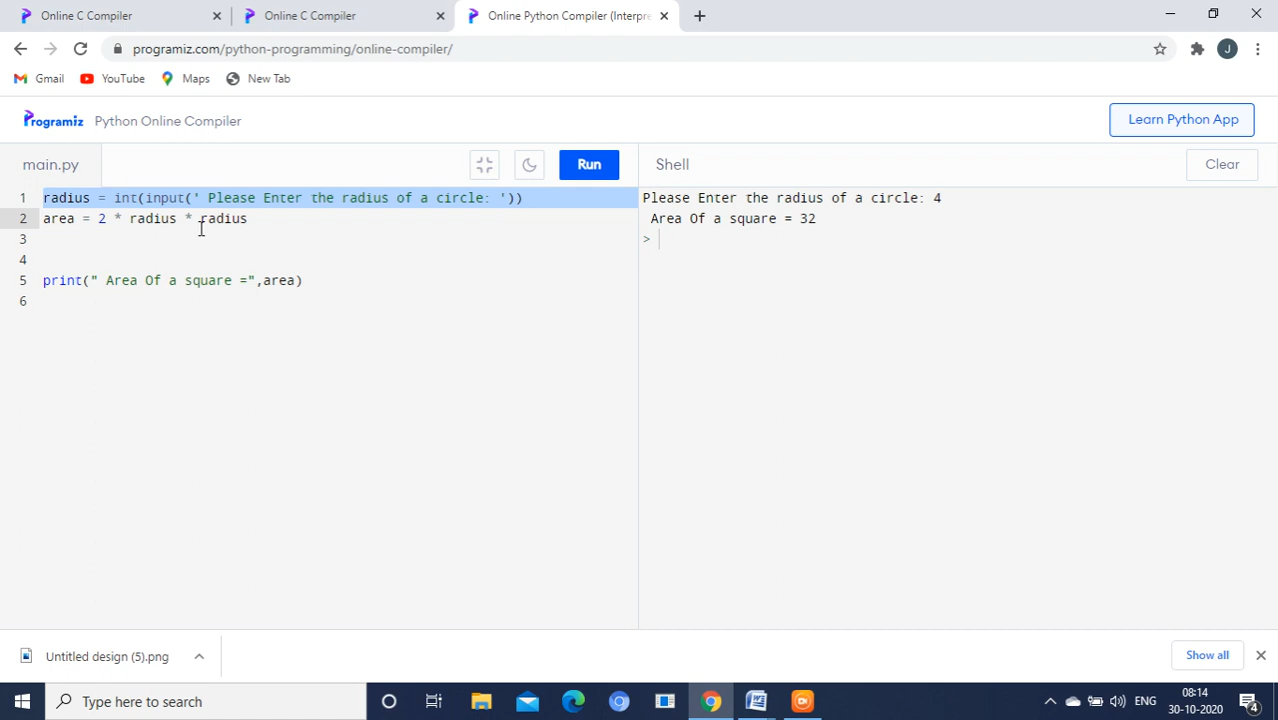 Online C Compiler
Online C Compiler
Online Python Compiler (Interpre
programiz.com/python-programming/online-compiler/
J
Gmail
YouTube
Maps
New Tab
Programiz
Python Online Compiler
Learn Python App
main.py
Run
Shell
Clear
1 radius = int(input(' Please Enter the radius of a circle: '))
2 area = 2 * radius * radius
3
4
5 print(" Area Of a square =",area)
6
Please Enter the radius of a circle: 4
Area Of a square = 32
>
Untitled design (5).png
Show all
Type here to search
ENG
08:14
30-10-2020
4